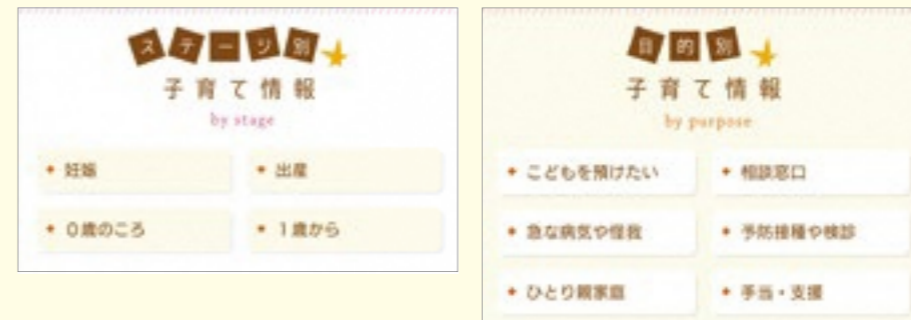 ステージ別
子育て情報
by stage
妊娠
出産
0歳のころ
1歳から
目的別
子育て情報
by purpose
こどもを預けたい
相談窓口
急な病気や怪我
予防接種や検診
ひとり親家庭
手当・支援